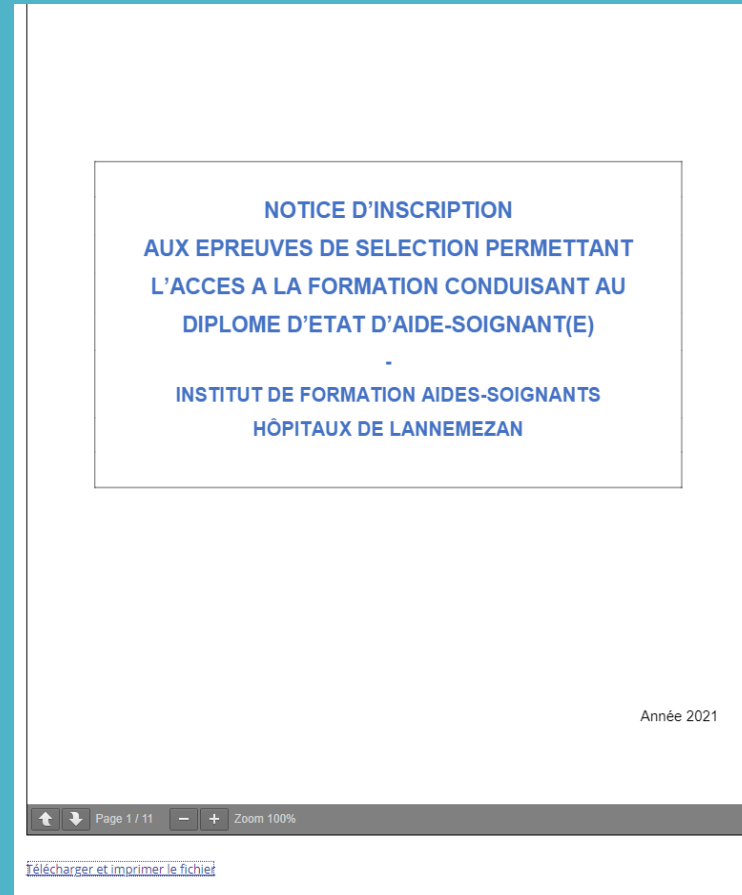 NOTICE D'INSCRIPTION
AUX EPREUVES DE SELECTION PERMETTANT
L'ACCES A LA FORMATION CONDUISANT AU
DIPLOME D'ETAT D'AIDE-SOIGNANT(E)
-
INSTITUT DE FORMATION AIDES-SOIGNANTS
HÔPITAUX DE LANNEMEZAN
Année 2021
Page 1 / 11 Zoom 100%
Télécharger et imprimer le fichier